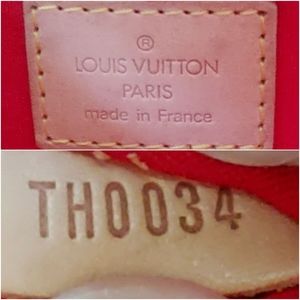 ®
LOUIS VUITTON
PARIS
made in France
TH0034